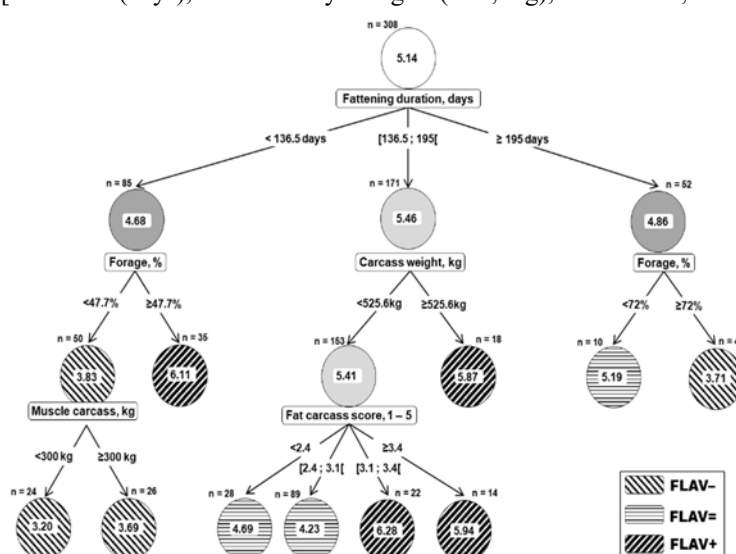 n = 308
5.14
Fattening duration, days
< 136.5 days
[136.5 ; 195[
≥ 195 days
n = 85
n = 171
n = 52
4.68
5.46
4.86
Forage, %
Carcass weight, kg
Forage, %
<47.7%
≥47.7%
<525.6kg
≥525.6kg
<72%
≥72%
n = 50
n = 35
n = 153
n = 18
n = 10
3.83
6.11
5.41
5.87
5.19
3.71
Muscle carcass, kg
Fat carcass score, 1 – 5
<300 kg
≥300 kg
<2.4
[2.4 ; 3.1[
[3.1 ; 3.4[
≥3.4
n = 24
n = 26
n = 28
n = 89
n = 22
n = 14
3.20
3.69
4.69
4.23
6.28
5.94
FLAV–
FLAV=
FLAV+